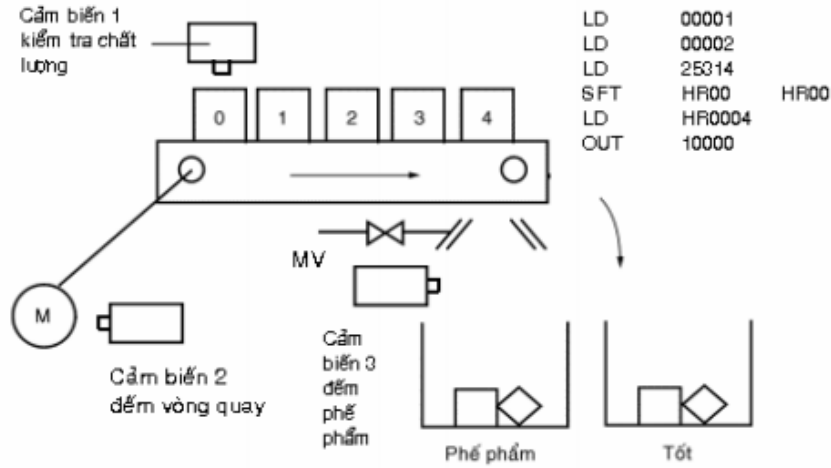 Cảm biến 1
kiểm tra chất
lượng
LD 00001
LD 00002
LD 25314
SFT HR00 HR00
LD HR0004
OUT 10000
0 1 2 3 4
MV
M
Cảm biến 2
đếm vòng quay
Cảm
biến 3
đếm
phế
phẩm
Phế phẩm
Tốt